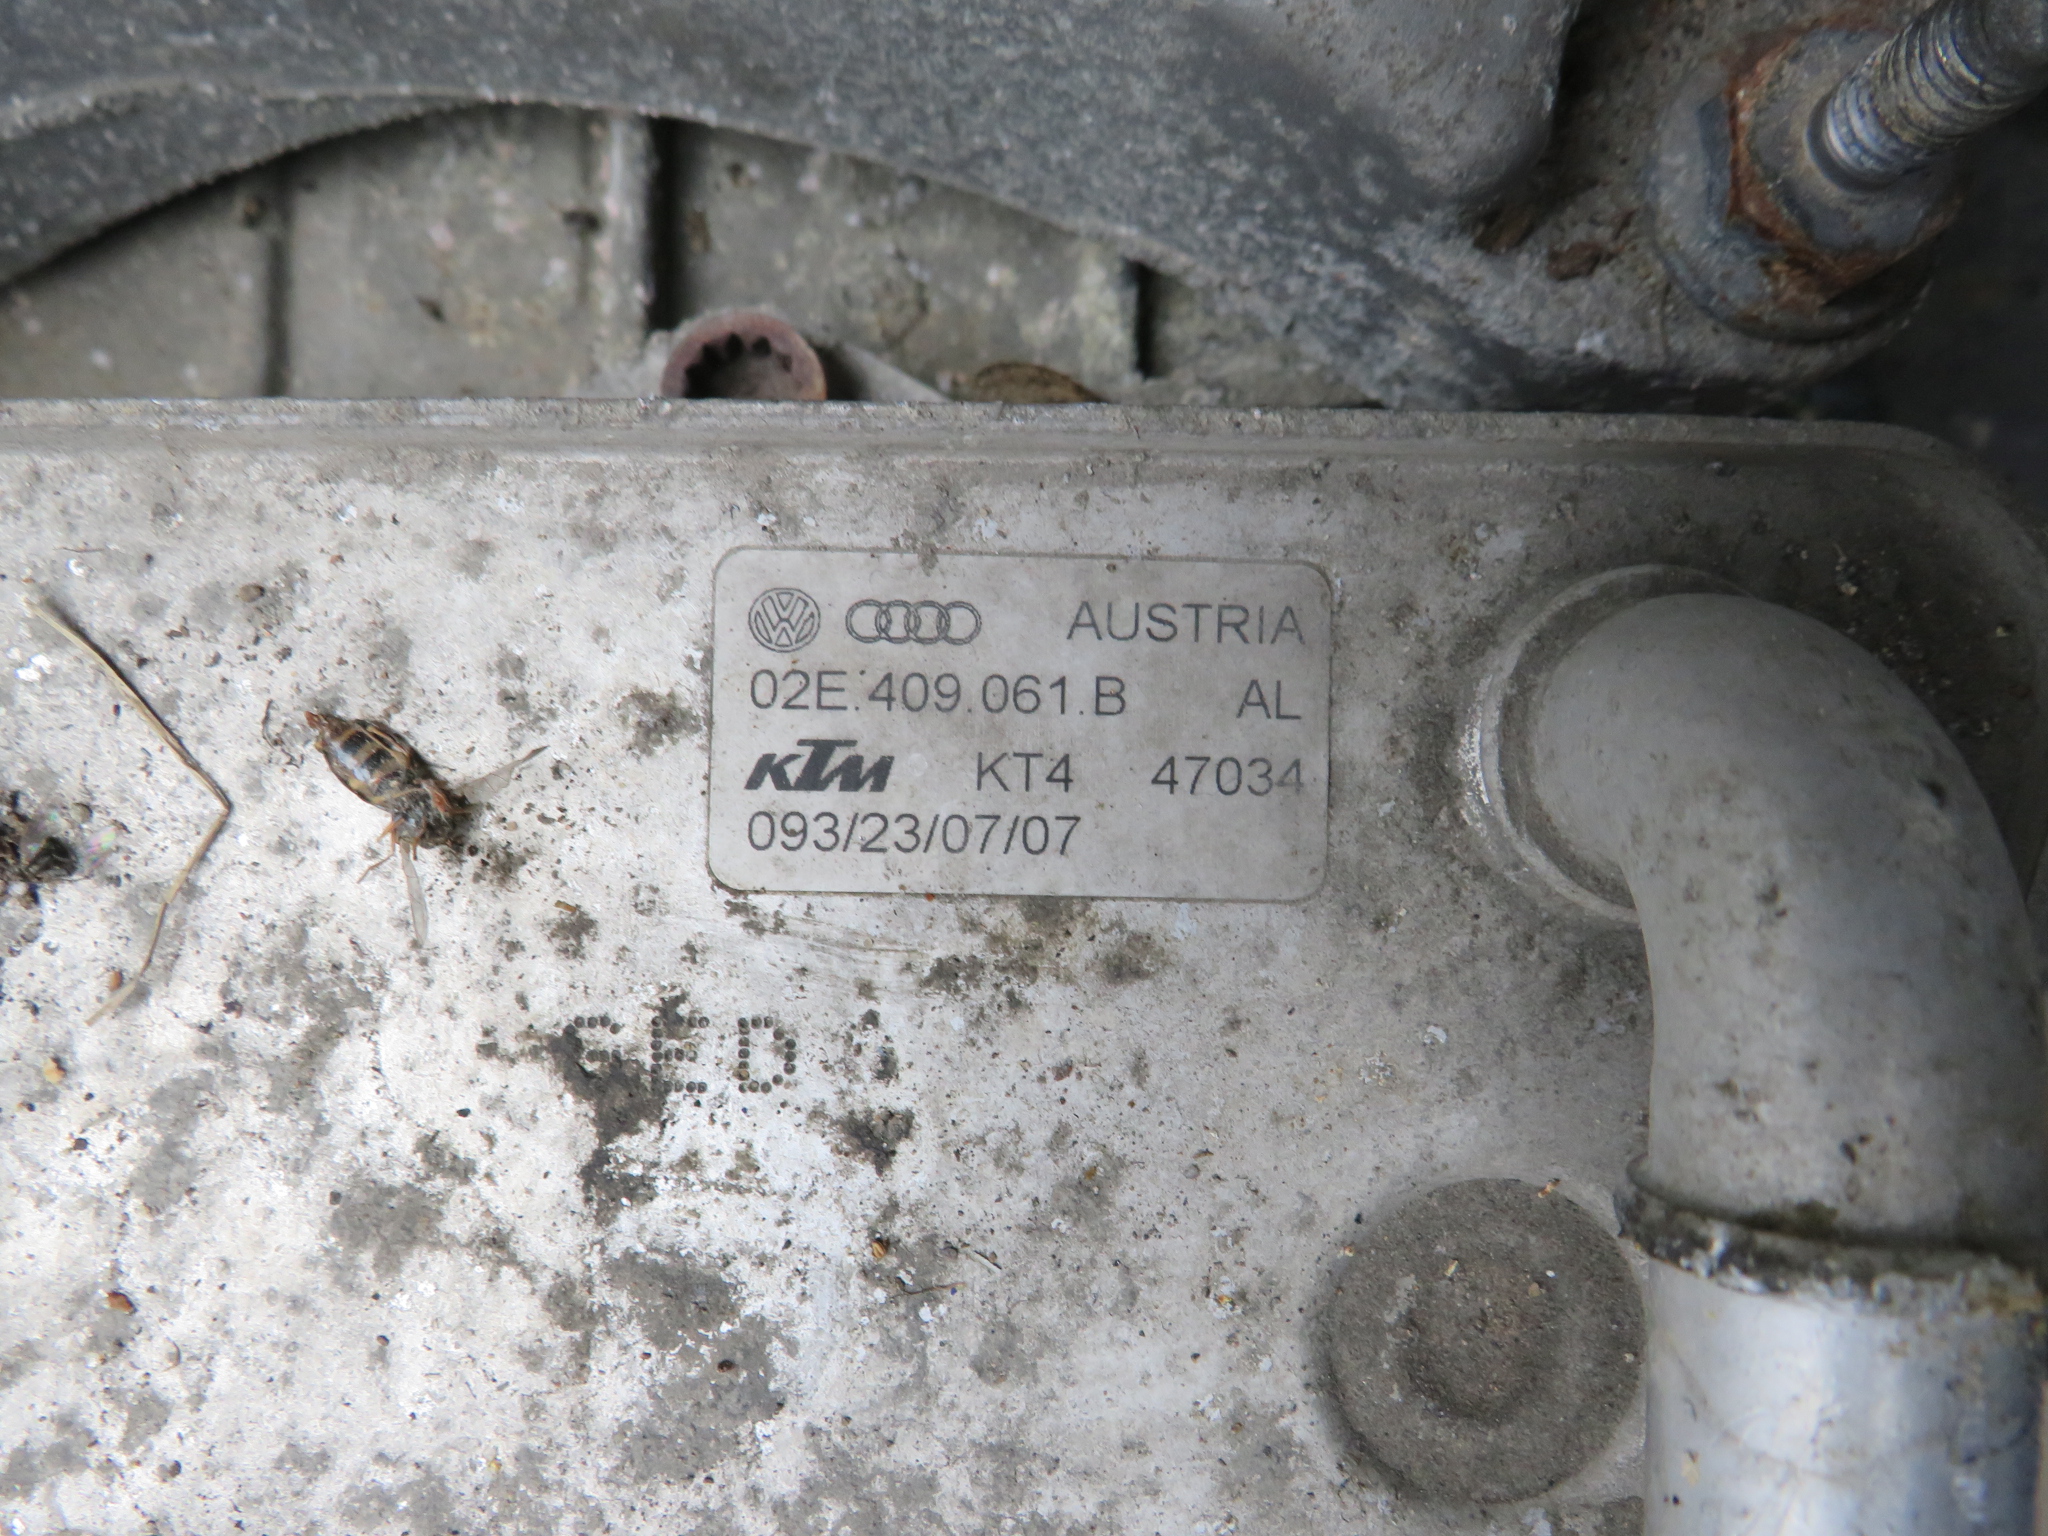 AUSTRIA
02E.409.061.B AL
KTM KT4 47034
093/23/07/07